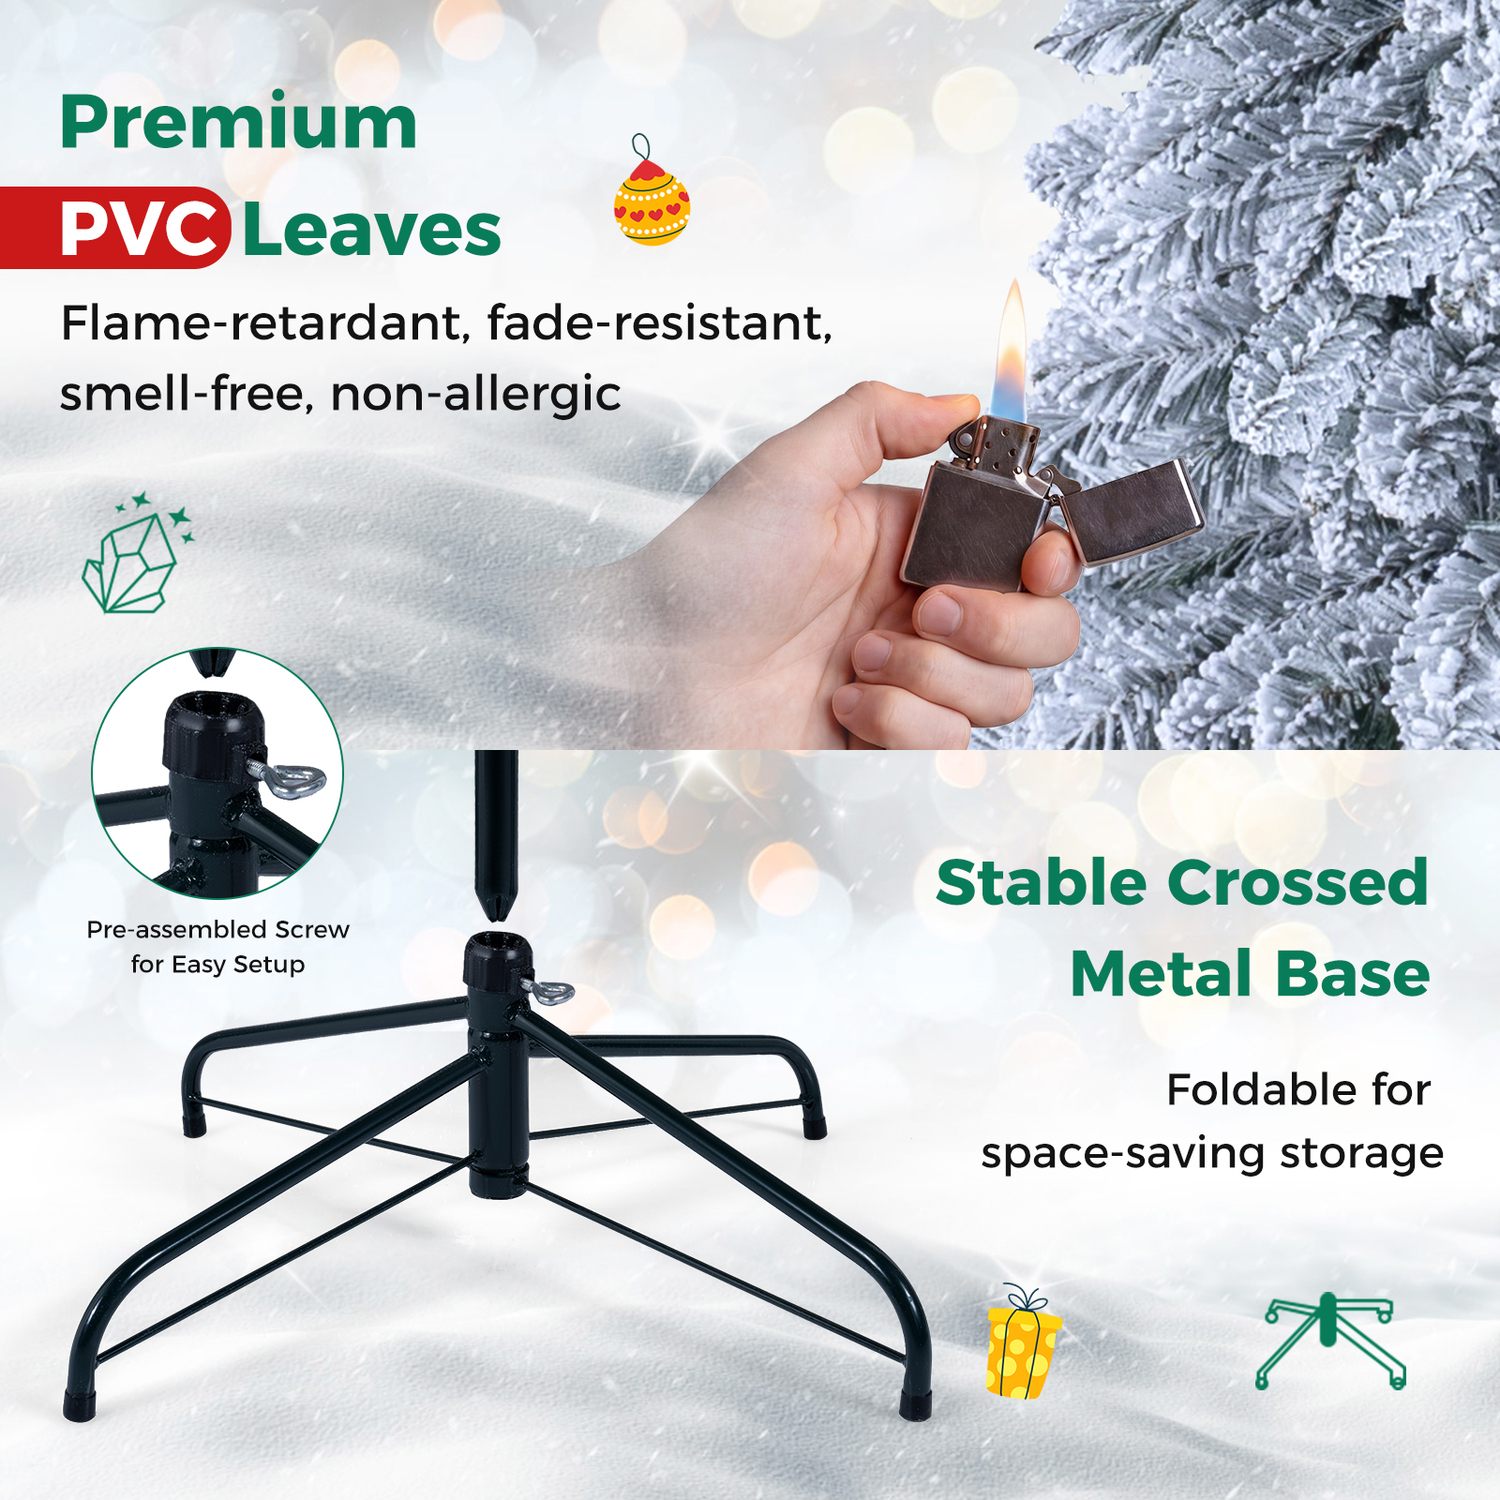 Premium
PVC Leaves
Flame-retardant, fade-resistant,
smell-free, non-allergic
Pre-assembled Screw
for Easy Setup
Stable Crossed
Metal Base
Foldable for
space-saving storage